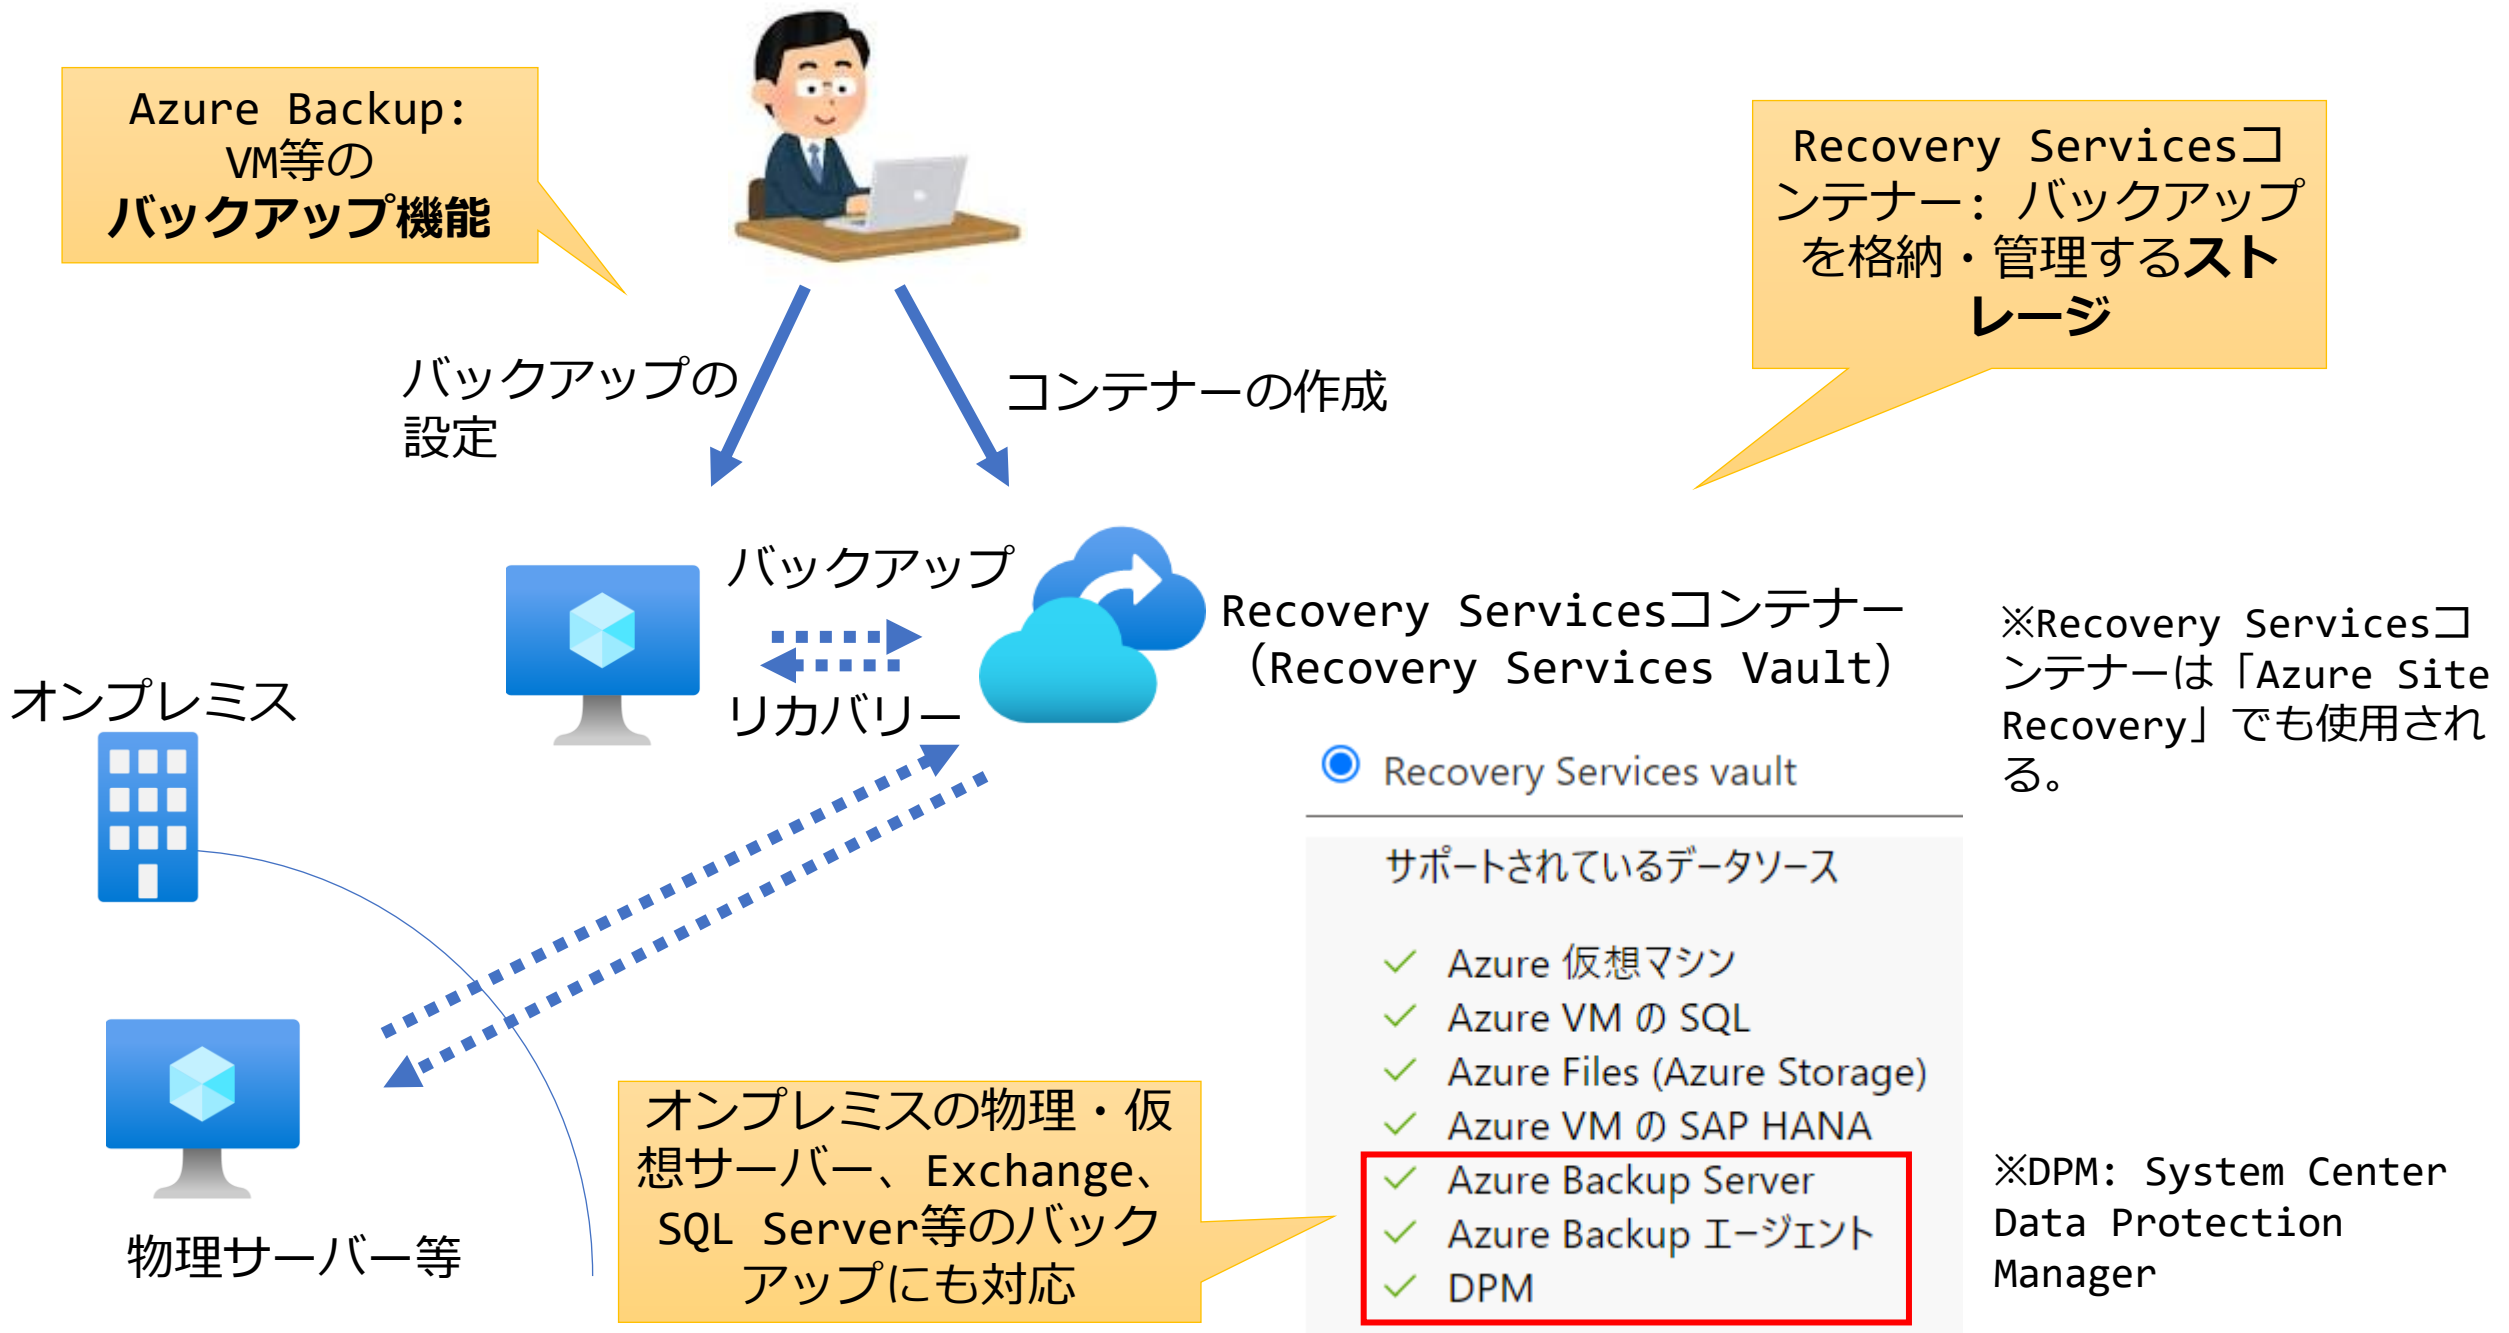 Azure Backup:
VM等の
バックアップ機能
Recovery Servicesコ
ンテナー: バックアップ
を格納・管理するスト
レージ
バックアップの
設定
コンテナーの作成
バックアップ
リカバリー
Recovery Servicesコンテナー
（Recovery Services Vault）
※Recovery Servicesコ
ンテナーは「Azure Site
Recovery」でも使用され
る。
オンプレミス
物理サーバー等
Recovery Services vault
サポートされているデータソース
Azure 仮想マシン
Azure VM の SQL
Azure Files (Azure Storage)
Azure VM の SAP HANA
Azure Backup Server
Azure Backup エージェント
DPM
オンプレミスの物理・仮
想サーバー、Exchange、
SQL Server等のバック
アップにも対応
※DPM: System Center
Data Protection
Manager